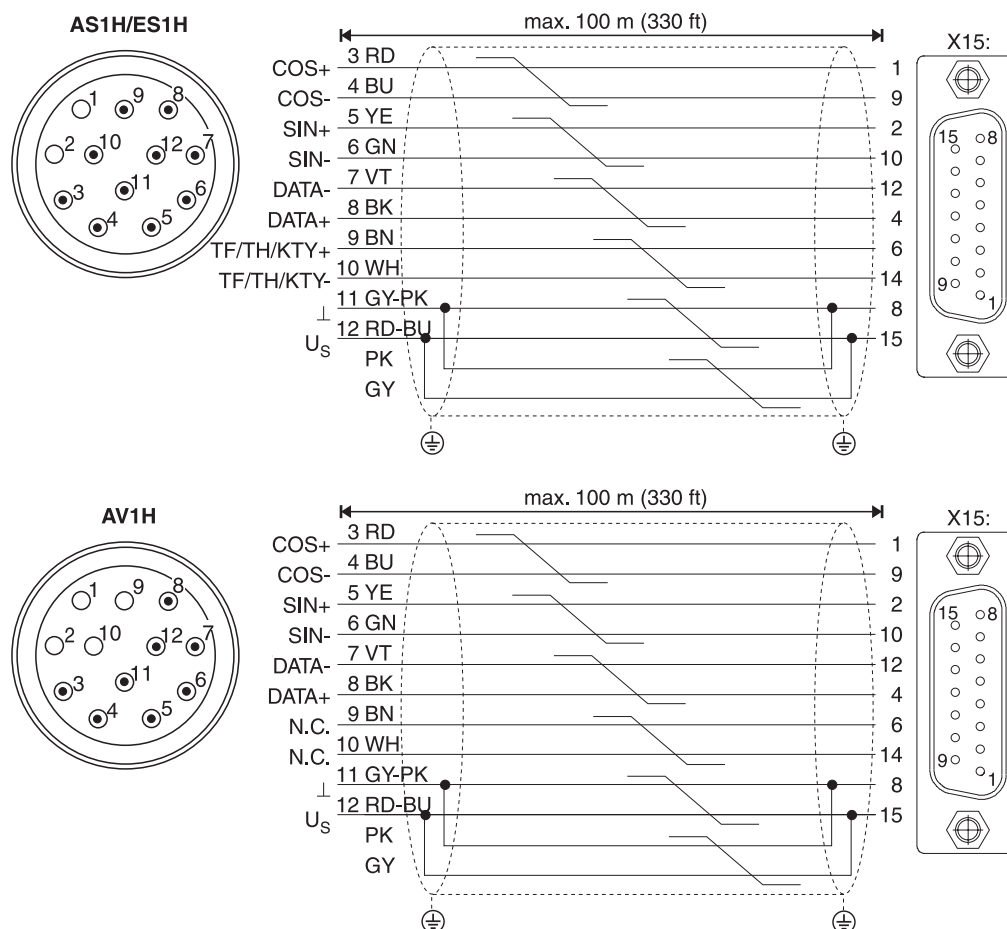 AS1H/ES1H
max. 100 m (330 ft)
X15:
COS+ 3 RD 1
COS- 4 BU 9
SIN+ 5 YE 2
SIN- 6 GN 10
DATA- 7 VT 12
DATA+ 8 BK 4
TF/TH/KTY+ 9 BN 6
TF/TH/KTY- 10 WH 14
⊥ 11 GY-PK 8
US 12 RD-BU 15
PK
GY
1 9 8
2 10 12 7
3 11 6
4 5
15 8
9 1
AV1H
max. 100 m (330 ft)
X15:
COS+ 3 RD 1
COS- 4 BU 9
SIN+ 5 YE 2
SIN- 6 GN 10
DATA- 7 VT 12
DATA+ 8 BK 4
N.C. 9 BN 6
N.C. 10 WH 14
⊥ 11 GY-PK 8
US 12 RD-BU 15
PK
GY
1 9 8
2 10 12 7
3 11 6
4 5
15 8
9 1